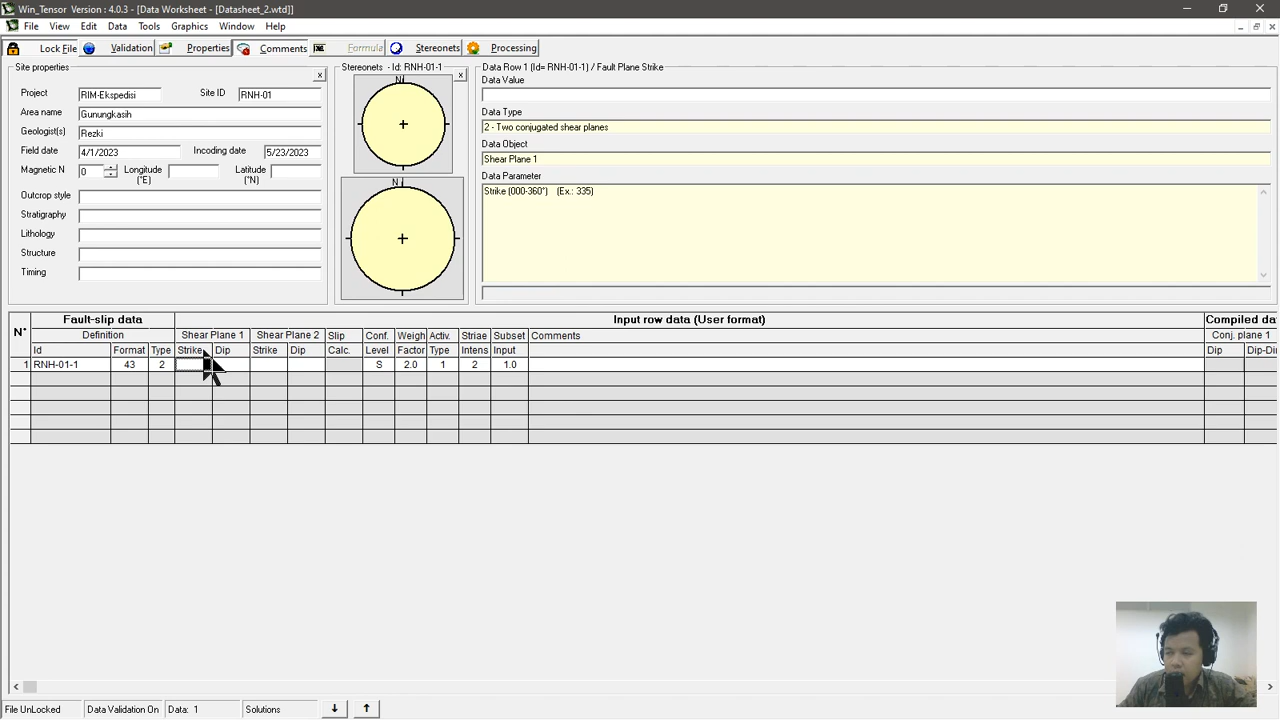 Win_Tensor Version : 4.0.3 - [Data Worksheet - [Datasheet_2.wtd]]
File View Edit Data Tools Graphics Window Help
Lock File Validation Properties Comments Formula Stereonets Processing
Site properties
x
Project RIM-Ekspedisi Site ID RNH-01
Area name Gunungkasih
Geologist(s) Rezki
Field date 4/1/2023 Incoding date 5/23/2023
Magnetic N 0 Longitude (°E) Latitude (°N)
Outcrop style
Stratigraphy
Lithology
Structure
Timing
Stereonets - Id: RNH-01-1
x
N
N
Data Row 1 (Id= RNH-01-1) / Fault Plane Strike
Data Value
Data Type
2 - Two conjugated shear planes
Data Object
Shear Plane 1
Data Parameter
Strike (000-360°) (Ex.: 335)
N° Fault-slip data Input row data (User format) Compiled da
Definition Shear Plane 1 Shear Plane 2 Slip Conf. Weigh Activ. Striae Subset Comments Conj. plane 1
Id Format Type Strike Dip Strike Dip Calc. Level Factor Type Intens Input Dip Dip-Di
1 RNH-01-1 43 2 S 2.0 1 2 1.0
File UnLocked Data Validation On Data: 1 Solutions